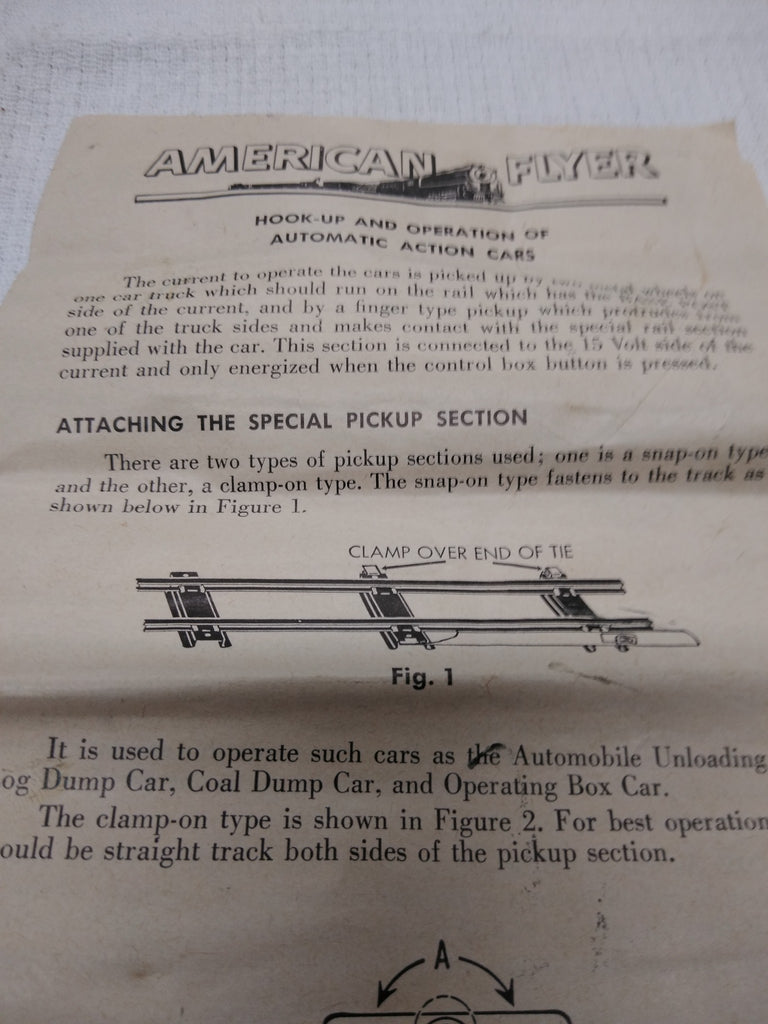 AMERICAN FLYER
HOOK-UP AND OPERATION OF
AUTOMATIC ACTION CARS
The current to operate the cars is picked up by two metal wheels on
one car truck which should run on the rail which has the
side of the current, and by a finger type pickup which protrudes from
one of the truck sides and makes contact with the special rail section
supplied with the car. This section is connected to the 15 Volt side of the
current and only energized when the control box button is pressed.
ATTACHING THE SPECIAL PICKUP SECTION
There are two types of pickup sections used; one is a snap-on type
and the other, a clamp-on type. The snap-on type fastens to the track as
shown below in Figure 1.
CLAMP OVER END OF TIE
Fig. 1
It is used to operate such cars as the Automobile Unloading
og Dump Car, Coal Dump Car, and Operating Box Car.
The clamp-on type is shown in Figure 2. For best operation
ould be straight track both sides of the pickup section.
A